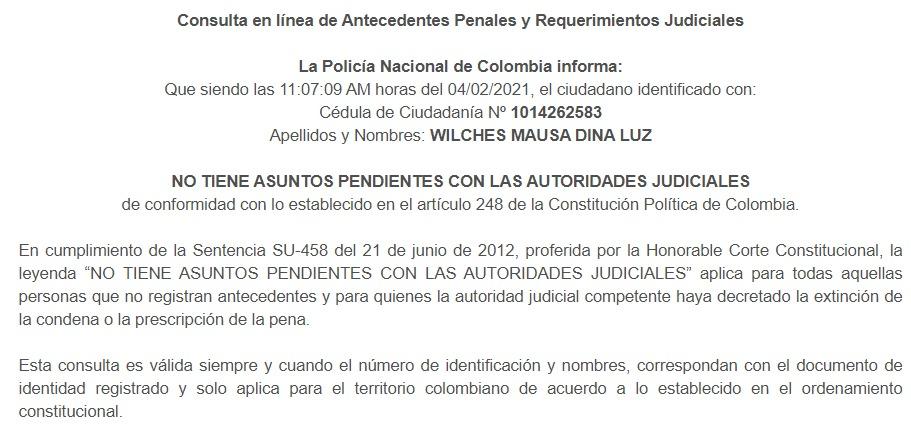 Consulta en línea de Antecedentes Penales y Requerimientos Judiciales
La Policía Nacional de Colombia informa:
Que siendo las 11:07:09 AM horas del 04/02/2021, el ciudadano identificado con:
Cédula de Ciudadanía Nº 1014262583
Apellidos y Nombres: WILCHES MAUSA DINA LUZ
NO TIENE ASUNTOS PENDIENTES CON LAS AUTORIDADES JUDICIALES
de conformidad con lo establecido en el artículo 248 de la Constitución Política de Colombia.
En cumplimiento de la Sentencia SU-458 del 21 de junio de 2012, proferida por la Honorable Corte Constitucional, la
leyenda “NO TIENE ASUNTOS PENDIENTES CON LAS AUTORIDADES JUDICIALES” aplica para todas aquellas
personas que no registran antecedentes y para quienes la autoridad judicial competente haya decretado la extinción de
la condena o la prescripción de la pena.
Esta consulta es válida siempre y cuando el número de identificación y nombres, correspondan con el documento de
identidad registrado y solo aplica para el territorio colombiano de acuerdo a lo establecido en el ordenamiento
constitucional.